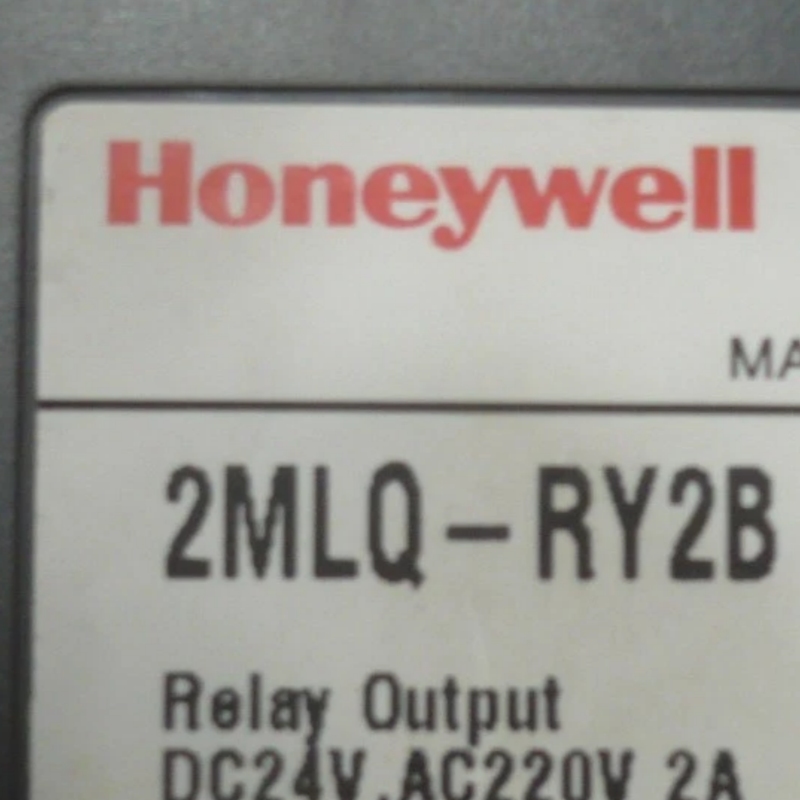 Honeywell
MA
2MLQ-RY2B
Relay Output
DC24V.AC220V 2A